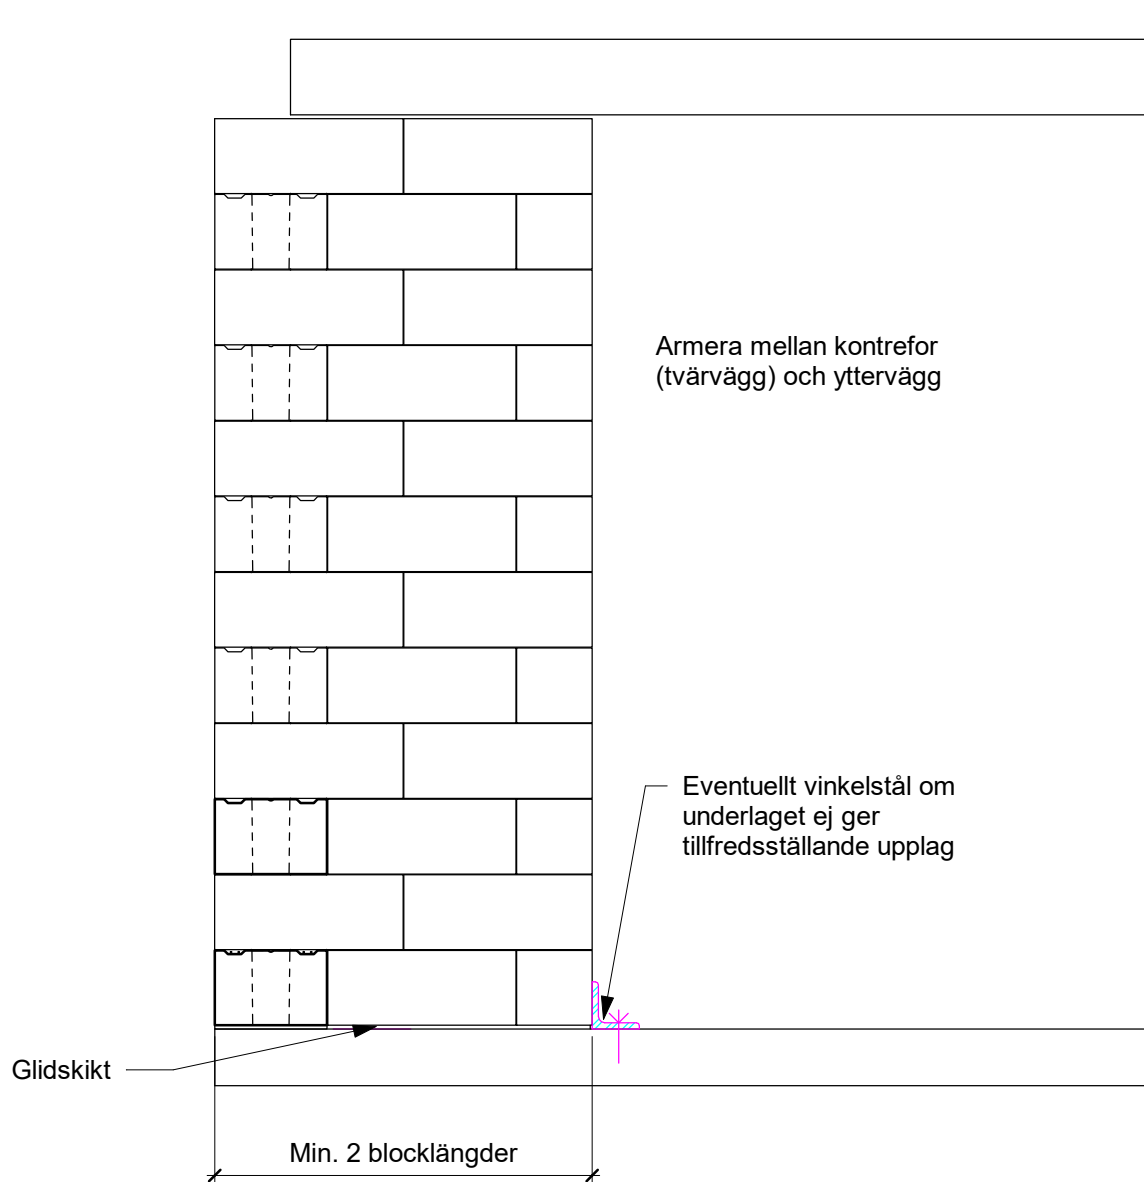 Armera mellan kontrefor
(tvärvägg) och yttervägg
Eventuellt vinkelstål om
underlaget ej ger
tillfredsställande upplag
Glidskikt
Min. 2 blocklängder